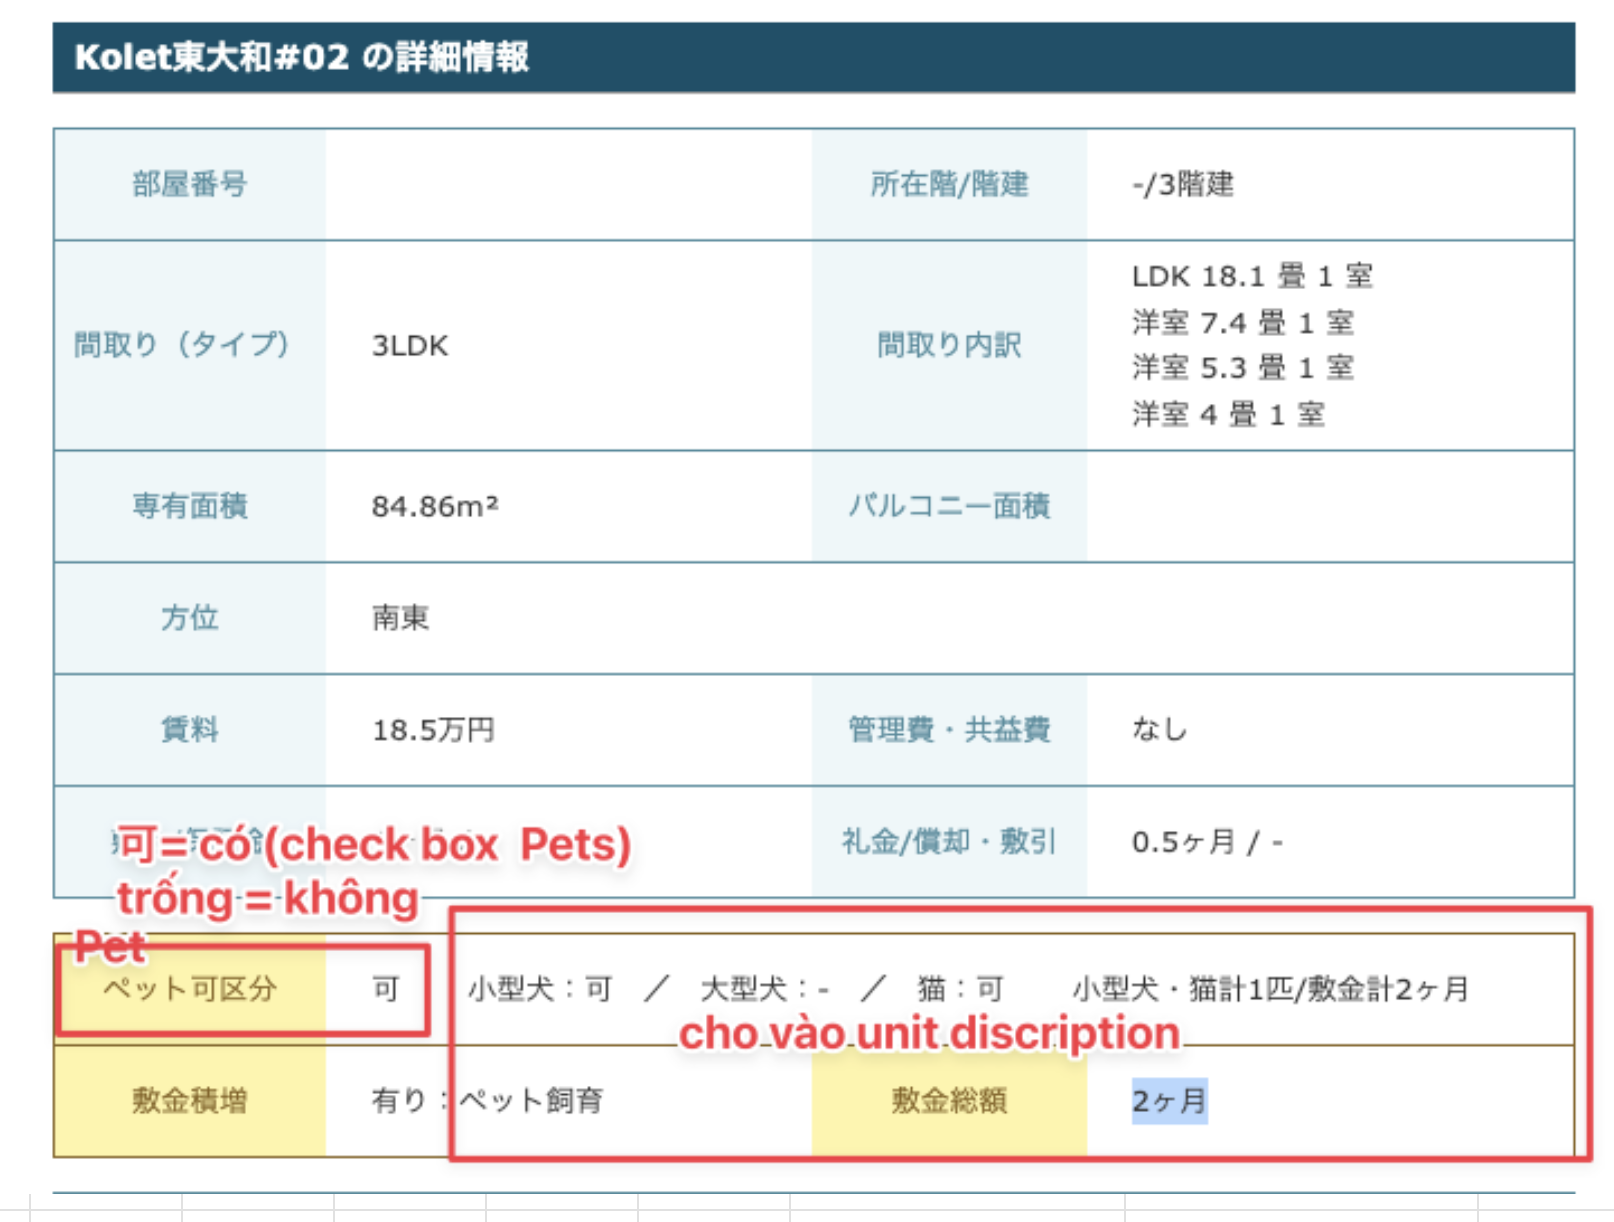 Kolet東大和#02 の詳細情報
部屋番号
所在階/階建 -/3階建
間取り（タイプ） 3LDK
間取り内訳
LDK 18.1 畳 1 室
洋室 7.4 畳 1 室
洋室 5.3 畳 1 室
洋室 4 畳 1 室
専有面積 84.86m²
バルコニー面積
方位 南東
賃料 18.5万円
管理費・共益費 なし
礼金/償却・敷引 0.5ヶ月 / -
可= có (check box Pets)
trống = không
Pet
ペット可区分 可 小型犬：可 ／ 大型犬：- ／ 猫：可 小型犬・猫計1匹/敷金計2ヶ月
cho vào unit discription
敷金積増 有り：ペット飼育 敷金総額 2ヶ月